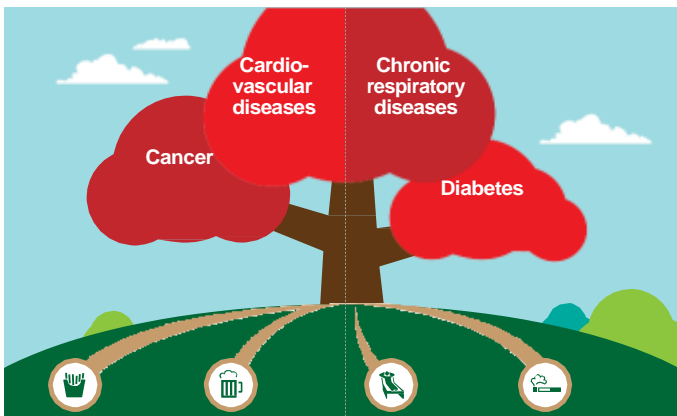 Cardio-
vascular
diseases
Chronic
respiratory
diseases
Cancer
Diabetes